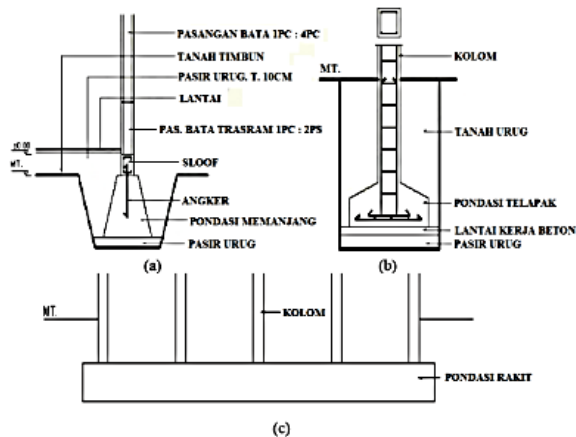 PASANGAN BATA 1PC : 4PC
TANAH TIMBUN
PASIR URUG. T. 10CM
LANTAI
±0.00
PAS. BATA TRASRAM 1PC : 2PS
MT.
SLOOF
ANGKER
PONDASI MEMANJANG
PASIR URUG
(a)
KOLOM
MT.
TANAH URUG
PONDASI TELAPAK
LANTAI KERJA BETON
PASIR URUG
(b)
MT.
KOLOM
PONDASI RAKIT
(c)